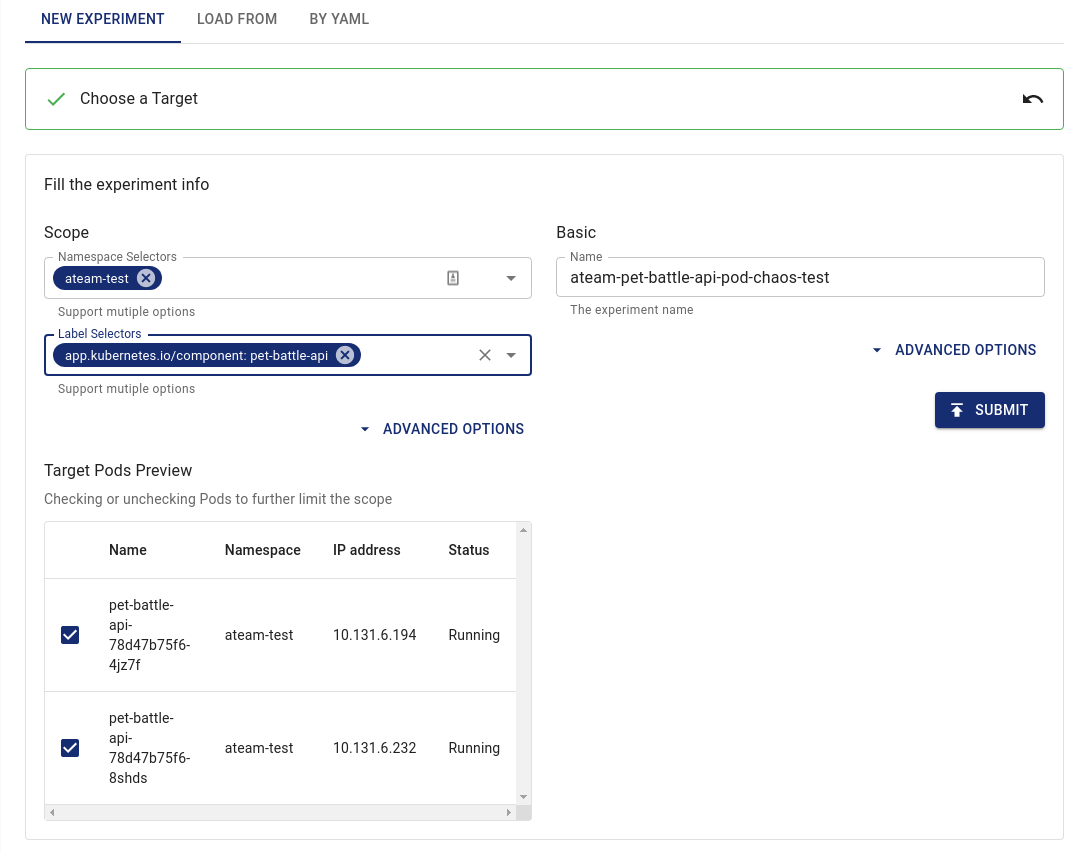 NEW EXPERIMENT
LOAD FROM
BY YAML
Choose a Target
Fill the experiment info
Scope
Namespace Selectors
ateam-test
Support mutiple options
Label Selectors
app.kubernetes.io/component: pet-battle-api
Support mutiple options
ADVANCED OPTIONS
Target Pods Preview
Checking or unchecking Pods to further limit the scope
Name Namespace IP address Status
pet-battle-
api-
78d47b75f6-
4jz7f
ateam-test 10.131.6.194 Running
pet-battle-
api-
78d47b75f6-
8shds
ateam-test 10.131.6.232 Running
Basic
Name
ateam-pet-battle-api-pod-chaos-test
The experiment name
ADVANCED OPTIONS
SUBMIT